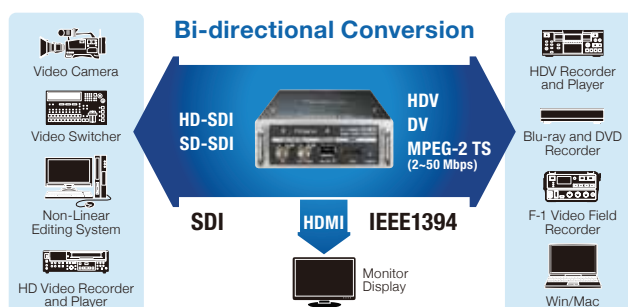 Bi-directional Conversion
Video Camera
Video Switcher
Non-Linear
Editing System
HD Video Recorder
and Player
HD-SDI
SD-SDI
HDV
DV
MPEG-2 TS
(2~50 Mbps)
SDI
HDMI
IEEE1394
Monitor
Display
HDV Recorder
and Player
Blu-ray and DVD
Recorder
F-1 Video Field
Recorder
Win/Mac